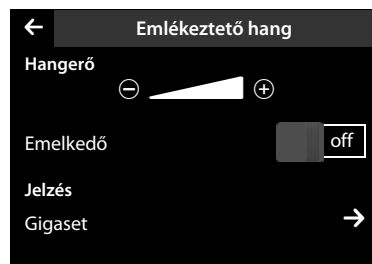 Emlékeztető hang
Hangerő
Emelkedő off
Jelzés
Gigaset